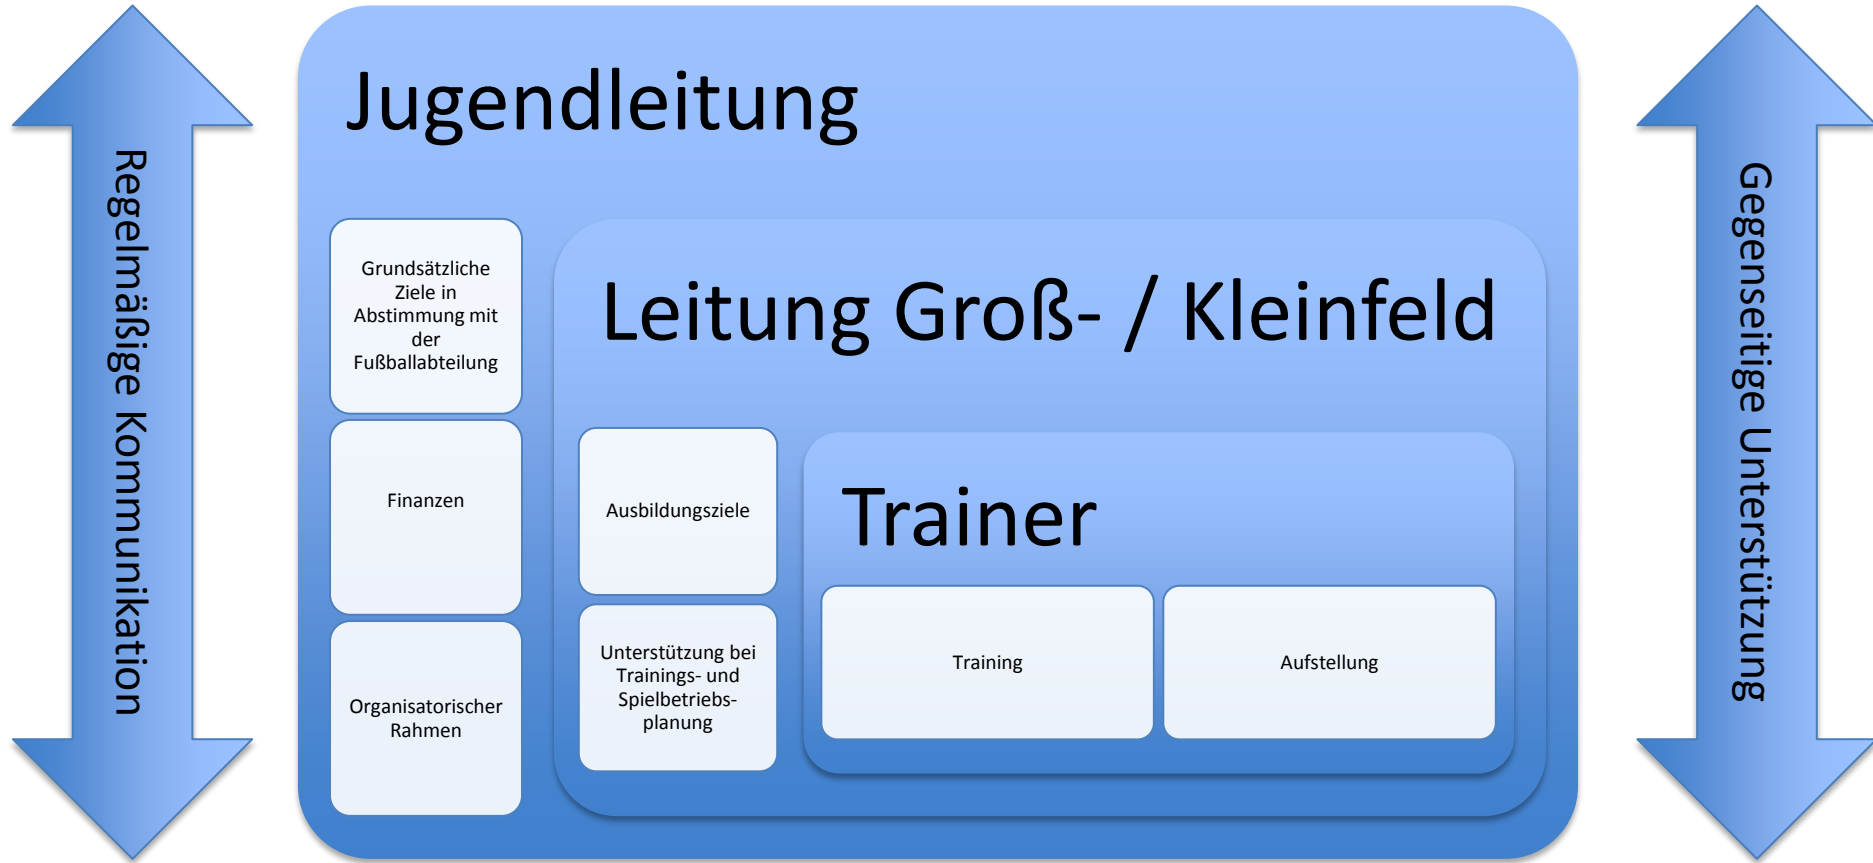 Regelmäßige Kommunikation
Jugendleitung
Grundsätzliche
Ziele in
Abstimmung mit
der
Fußballabteilung
Finanzen
Organisatorischer
Rahmen
Leitung Groß- / Kleinfeld
Ausbildungsziele
Unterstützung bei
Trainings- und
Spielbetriebs-
planung
Trainer
Training
Aufstellung
Gegenseitige Unterstützung